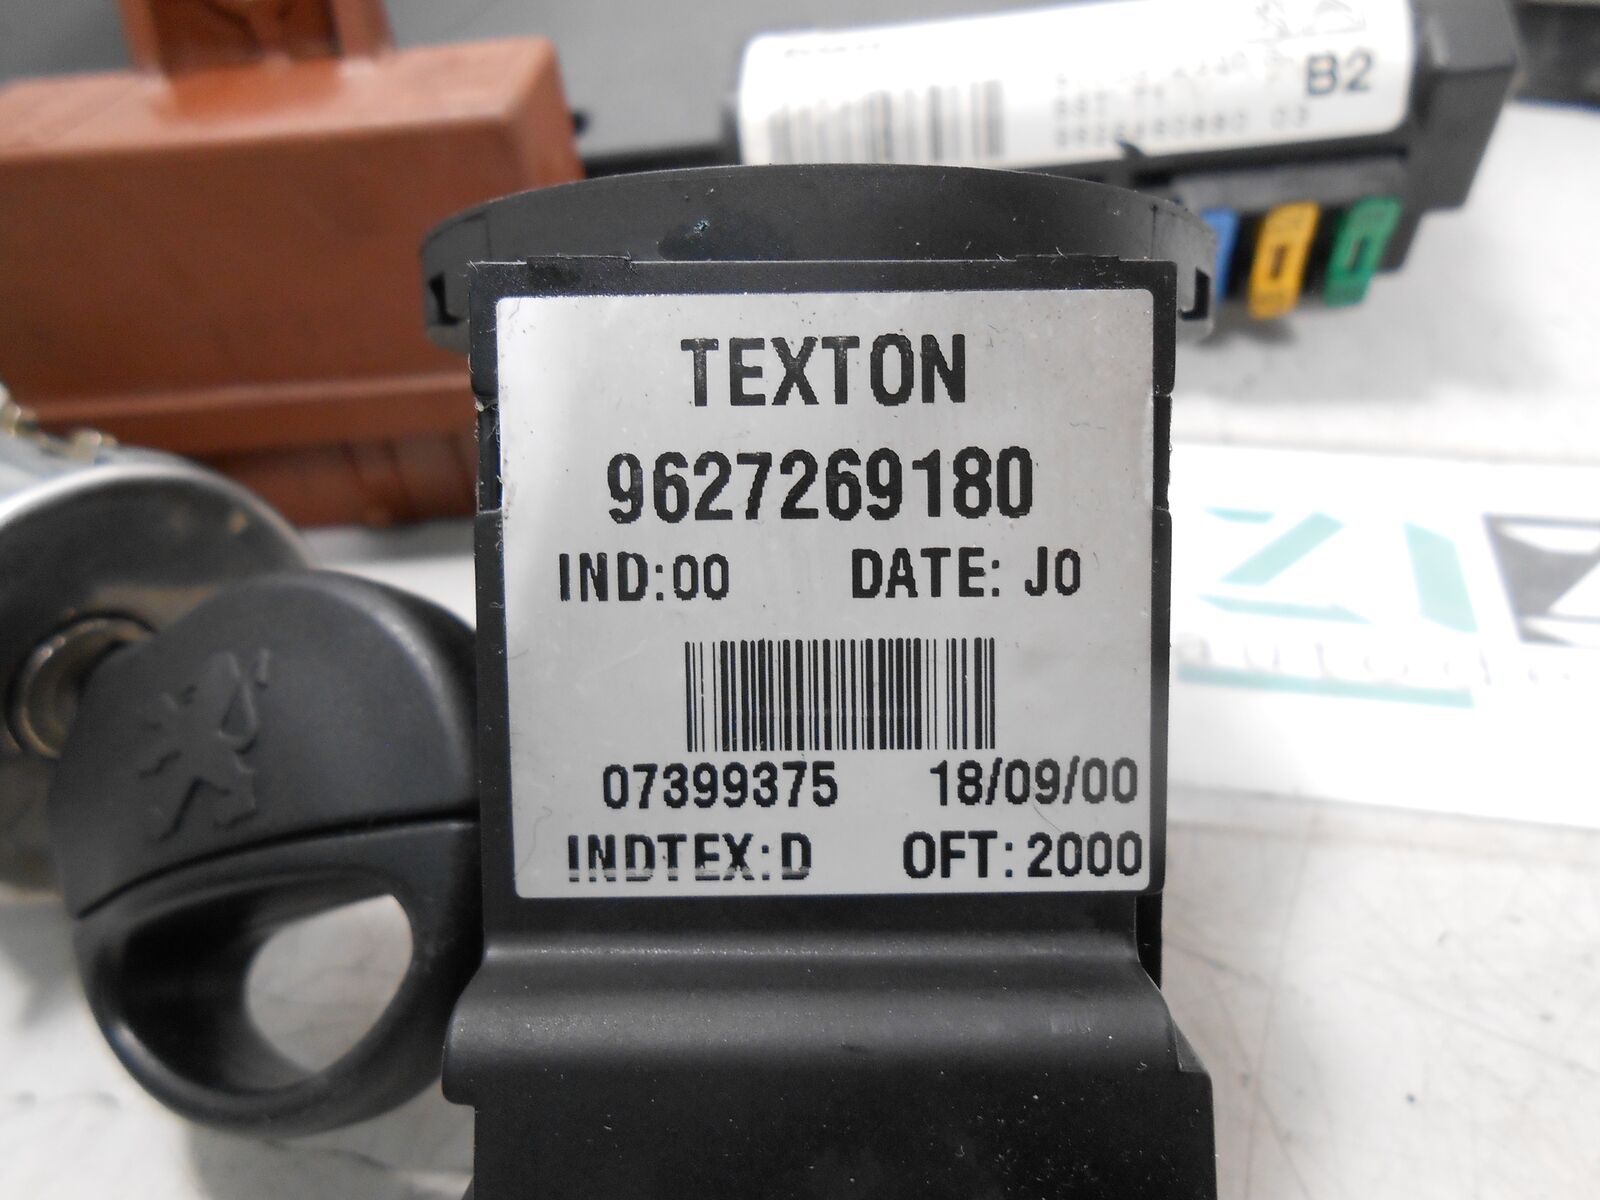 B2
TEXTON
9627269180
IND:00 DATE: J0
07399375 18/09/00
INDTEX:D OFT:2000